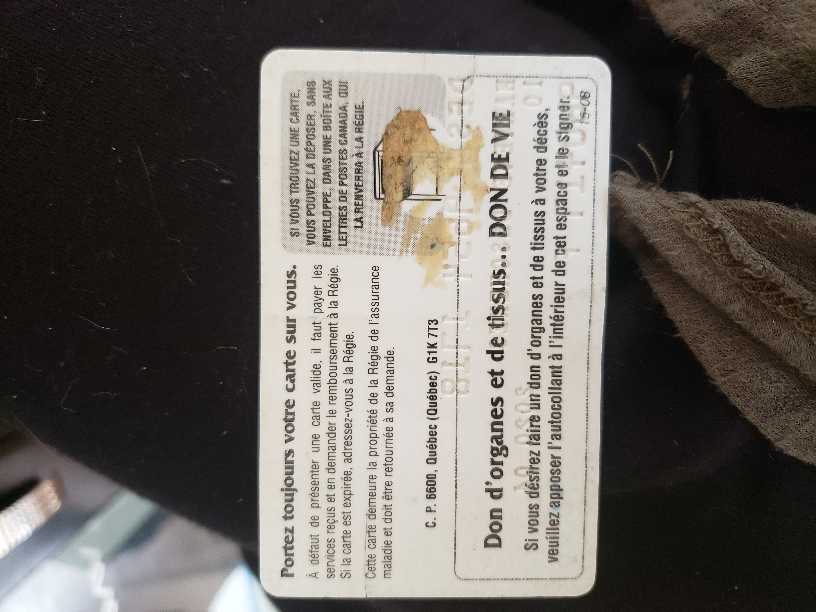 Portez toujours votre carte sur vous.
À défaut de présenter une carte valide, il faut payer les
services reçus et en demander le remboursement à la Régie.
Si la carte est expirée, adressez-vous à la Régie.
Cette carte demeure la propriété de la Régie de l'assurance
maladie et doit être retournée à sa demande.
C. P. 6600, Québec (Québec) G1K 7T3
SI VOUS TROUVEZ UNE CARTE,
VOUS POUVEZ LA DÉPOSER, SANS
ENVELOPPE, DANS UNE BOÎTE AUX
LETTRES DE POSTES CANADA, QUI
LA RENVERRA À LA RÉGIE.
Don d'organes et de tissus... DON DE VIE
Si vous désirez faire un don d'organes et de tissus à votre décès,
veuillez apposer l'autocollant à l'intérieur de cet espace et le signer.
15-08